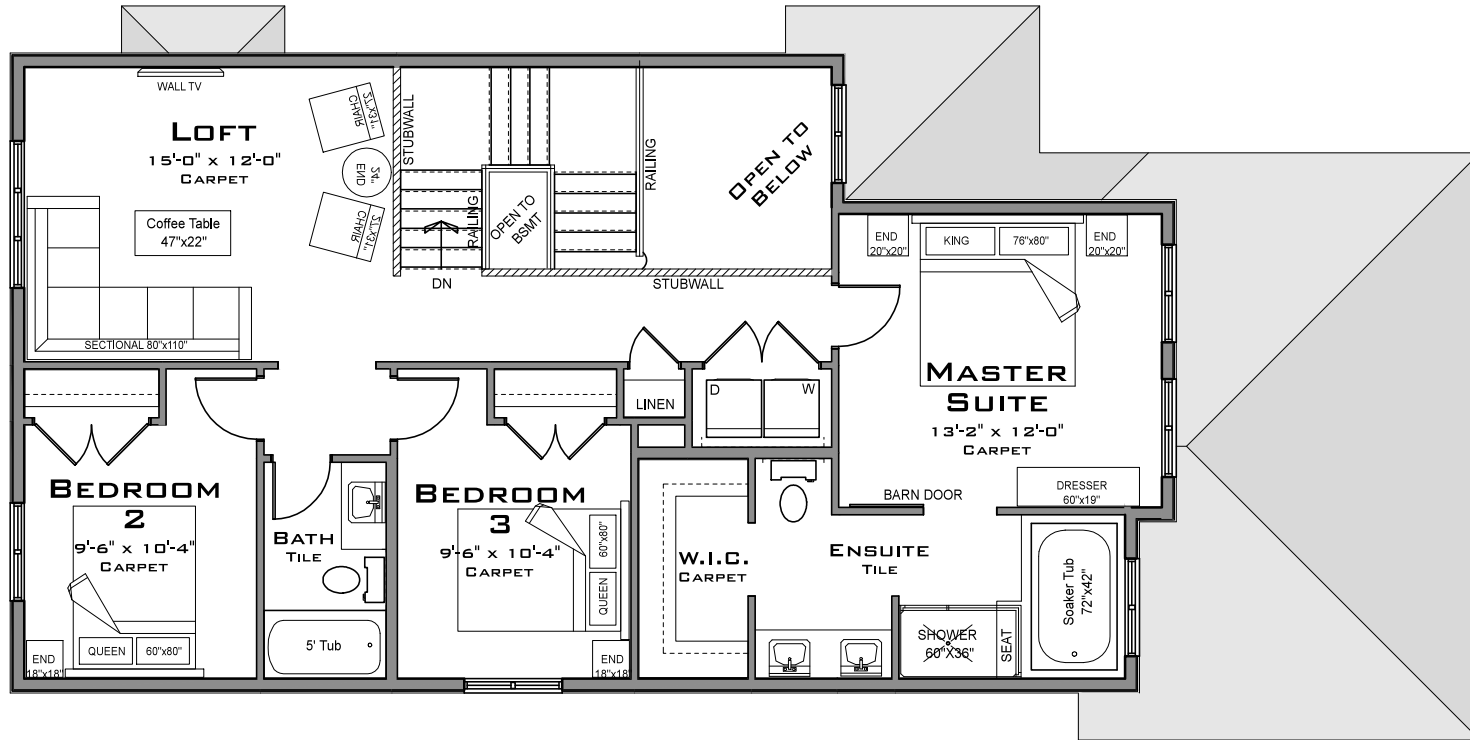 WALL TV
LOFT
15'-0" x 12'-0"
CARPET
CHAIR
27"x31"
24"
END
CHAIR
27"x31"
Coffee Table
47"x22"
SECTIONAL 80"x110"
STUBWALL
RAILING
OPEN TO
BSMT
DN
RAILING
OPEN TO
BELOW
STUBWALL
END
20"x20"
KING
76"x80"
END
20"x20"
MASTER
SUITE
13'-2" x 12'-0"
CARPET
DRESSER
60"x19"
BARN DOOR
LINEN
D
W
BEDROOM
2
9'-6" x 10'-4"
CARPET
QUEEN
60"x80"
END
18"x18"
BATH
TILE
5' Tub
BEDROOM
3
9'-6" x 10'-4"
CARPET
60"x80"
QUEEN
END
18"x18"
W.I.C.
CARPET
ENSUITE
TILE
SHOWER
60"X36"
SEAT
Soaker Tub
72"x42"